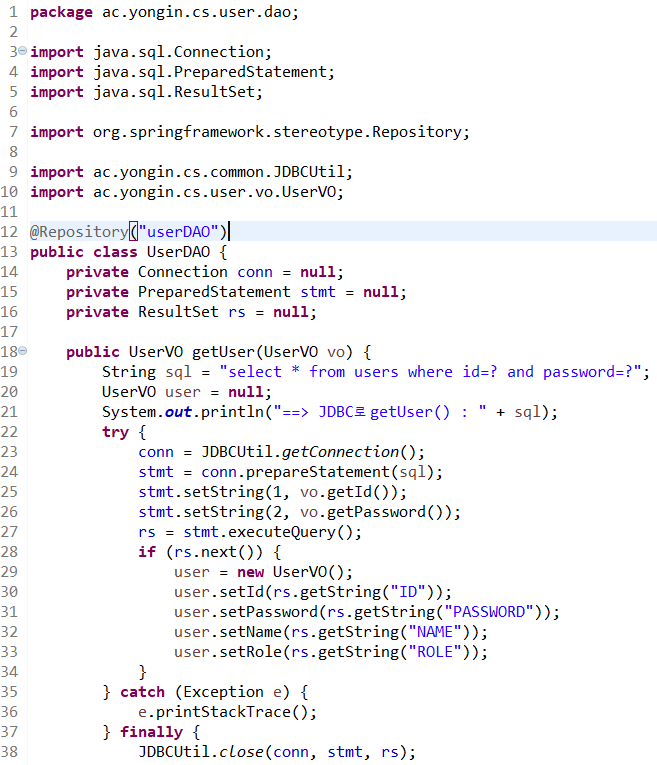 1 package ac.yongin.cs.user.dao;
2
3 import java.sql.Connection;
4 import java.sql.PreparedStatement;
5 import java.sql.ResultSet;
6
7 import org.springframework.stereotype.Repository;
8
9 import ac.yongin.cs.common.JDBCUtil;
10 import ac.yongin.cs.user.vo.UserVO;
11
12 @Repository("userDAO")
13 public class UserDAO {
14     private Connection conn = null;
15     private PreparedStatement stmt = null;
16     private ResultSet rs = null;
17
18     public UserVO getUser(UserVO vo) {
19         String sql = "select * from users where id=? and password=?";
20         UserVO user = null;
21         System.out.println("==> JDBC로 getUser() : " + sql);
22         try {
23             conn = JDBCUtil.getConnection();
24             stmt = conn.prepareStatement(sql);
25             stmt.setString(1, vo.getId());
26             stmt.setString(2, vo.getPassword());
27             rs = stmt.executeQuery();
28             if (rs.next()) {
29                 user = new UserVO();
30                 user.setId(rs.getString("ID"));
31                 user.setPassword(rs.getString("PASSWORD"));
32                 user.setName(rs.getString("NAME"));
33                 user.setRole(rs.getString("ROLE"));
34             }
35         } catch (Exception e) {
36             e.printStackTrace();
37         } finally {
38             JDBCUtil.close(conn, stmt, rs);